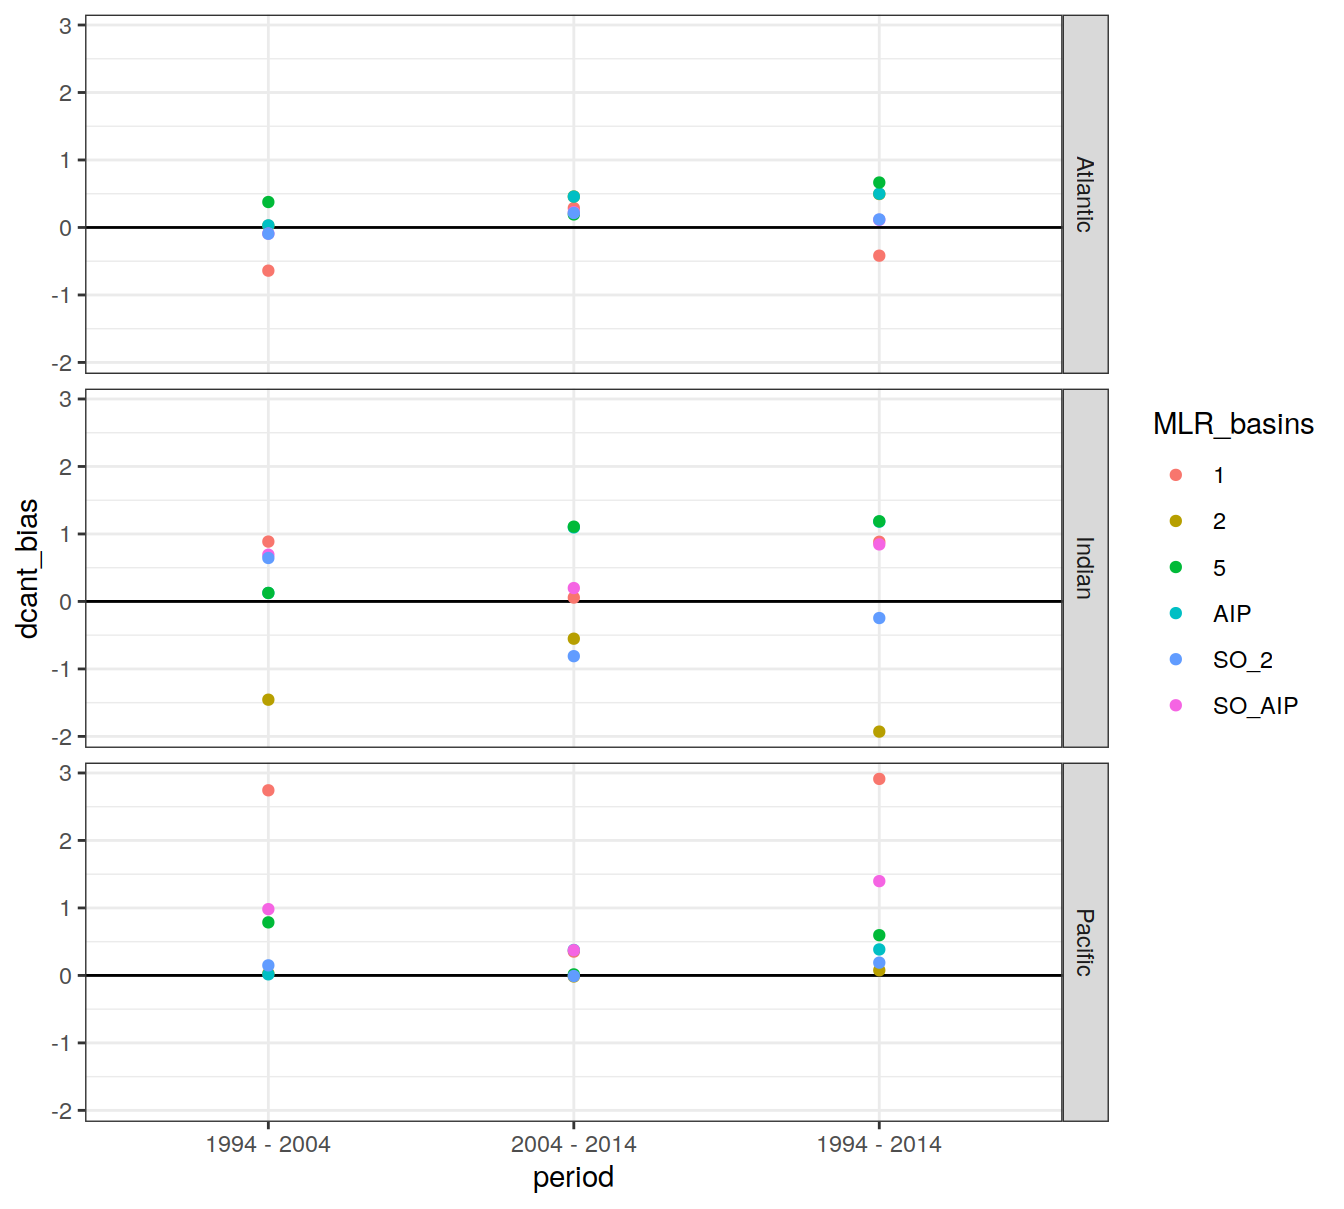 3
2
1
0
-1
-2
Atlantic
3
2
1
0
-1
-2
Indian
3
2
1
0
-1
-2
Pacific
dcant_bias
1994 - 2004
2004 - 2014
1994 - 2014
period
MLR_basins
1
2
5
AIP
SO_2
SO_AIP